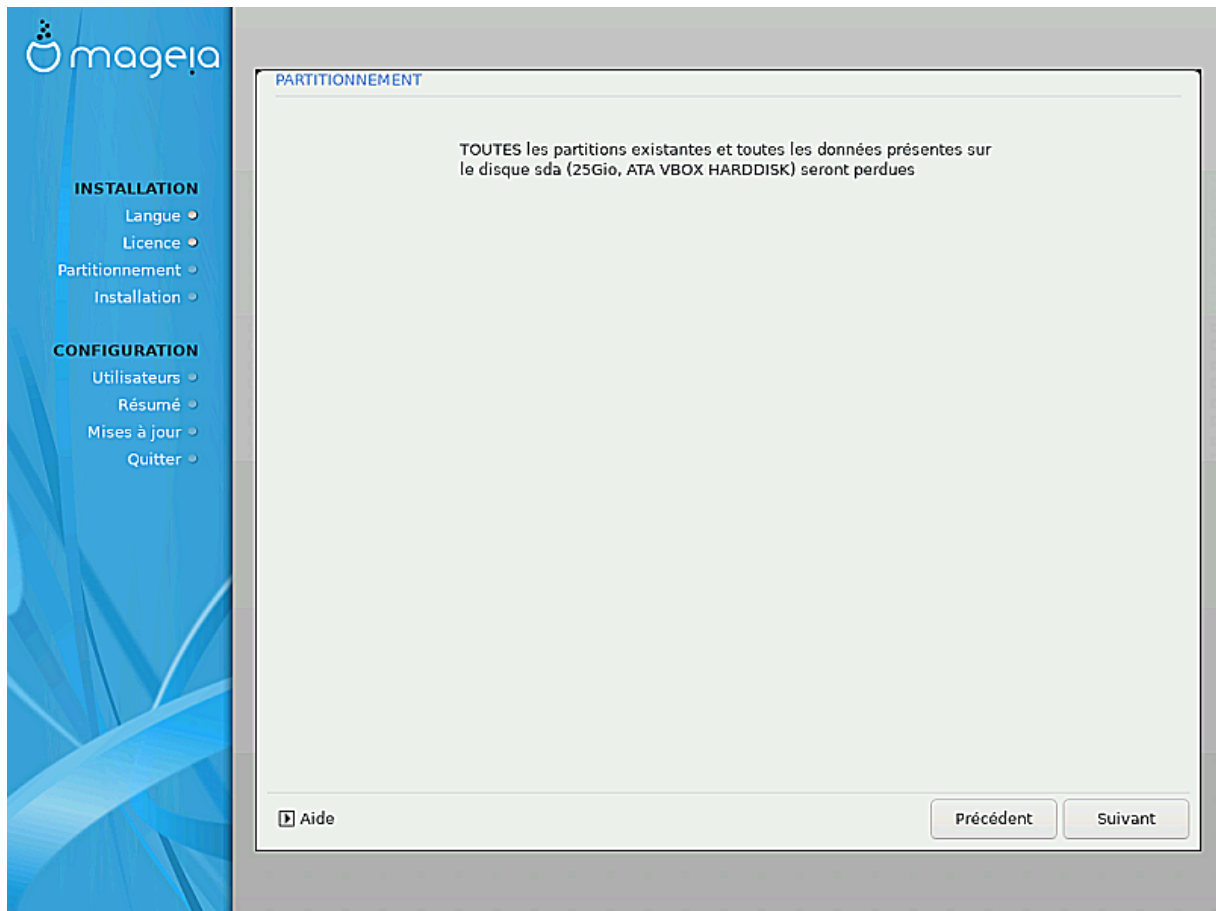 mageia
INSTALLATION
Langue
Licence
Partitionnement
Installation
CONFIGURATION
Utilisateurs
Résumé
Mises à jour
Quitter
PARTITIONNEMENT
TOUTES les partitions existantes et toutes les données présentes sur
le disque sda (25Gio, ATA VBOX HARDDISK) seront perdues
Aide
Précédent
Suivant